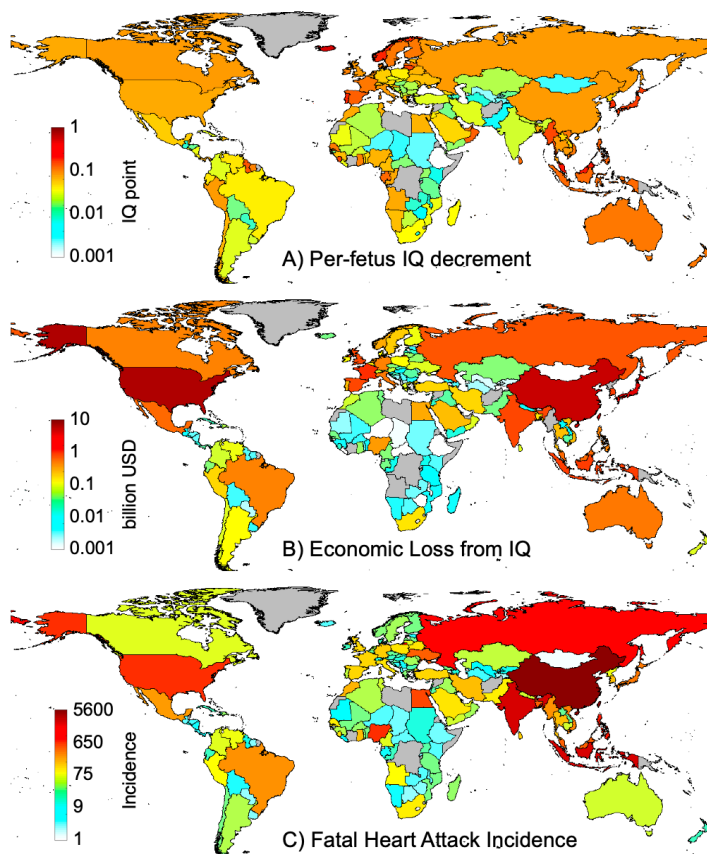 1
0.1
0.01
0.001
IQ point
A) Per-fetus IQ decrement
10
1
0.1
0.01
0.001
billion USD
B) Economic Loss from IQ
5600
650
75
9
1
Incidence
C) Fatal Heart Attack Incidence